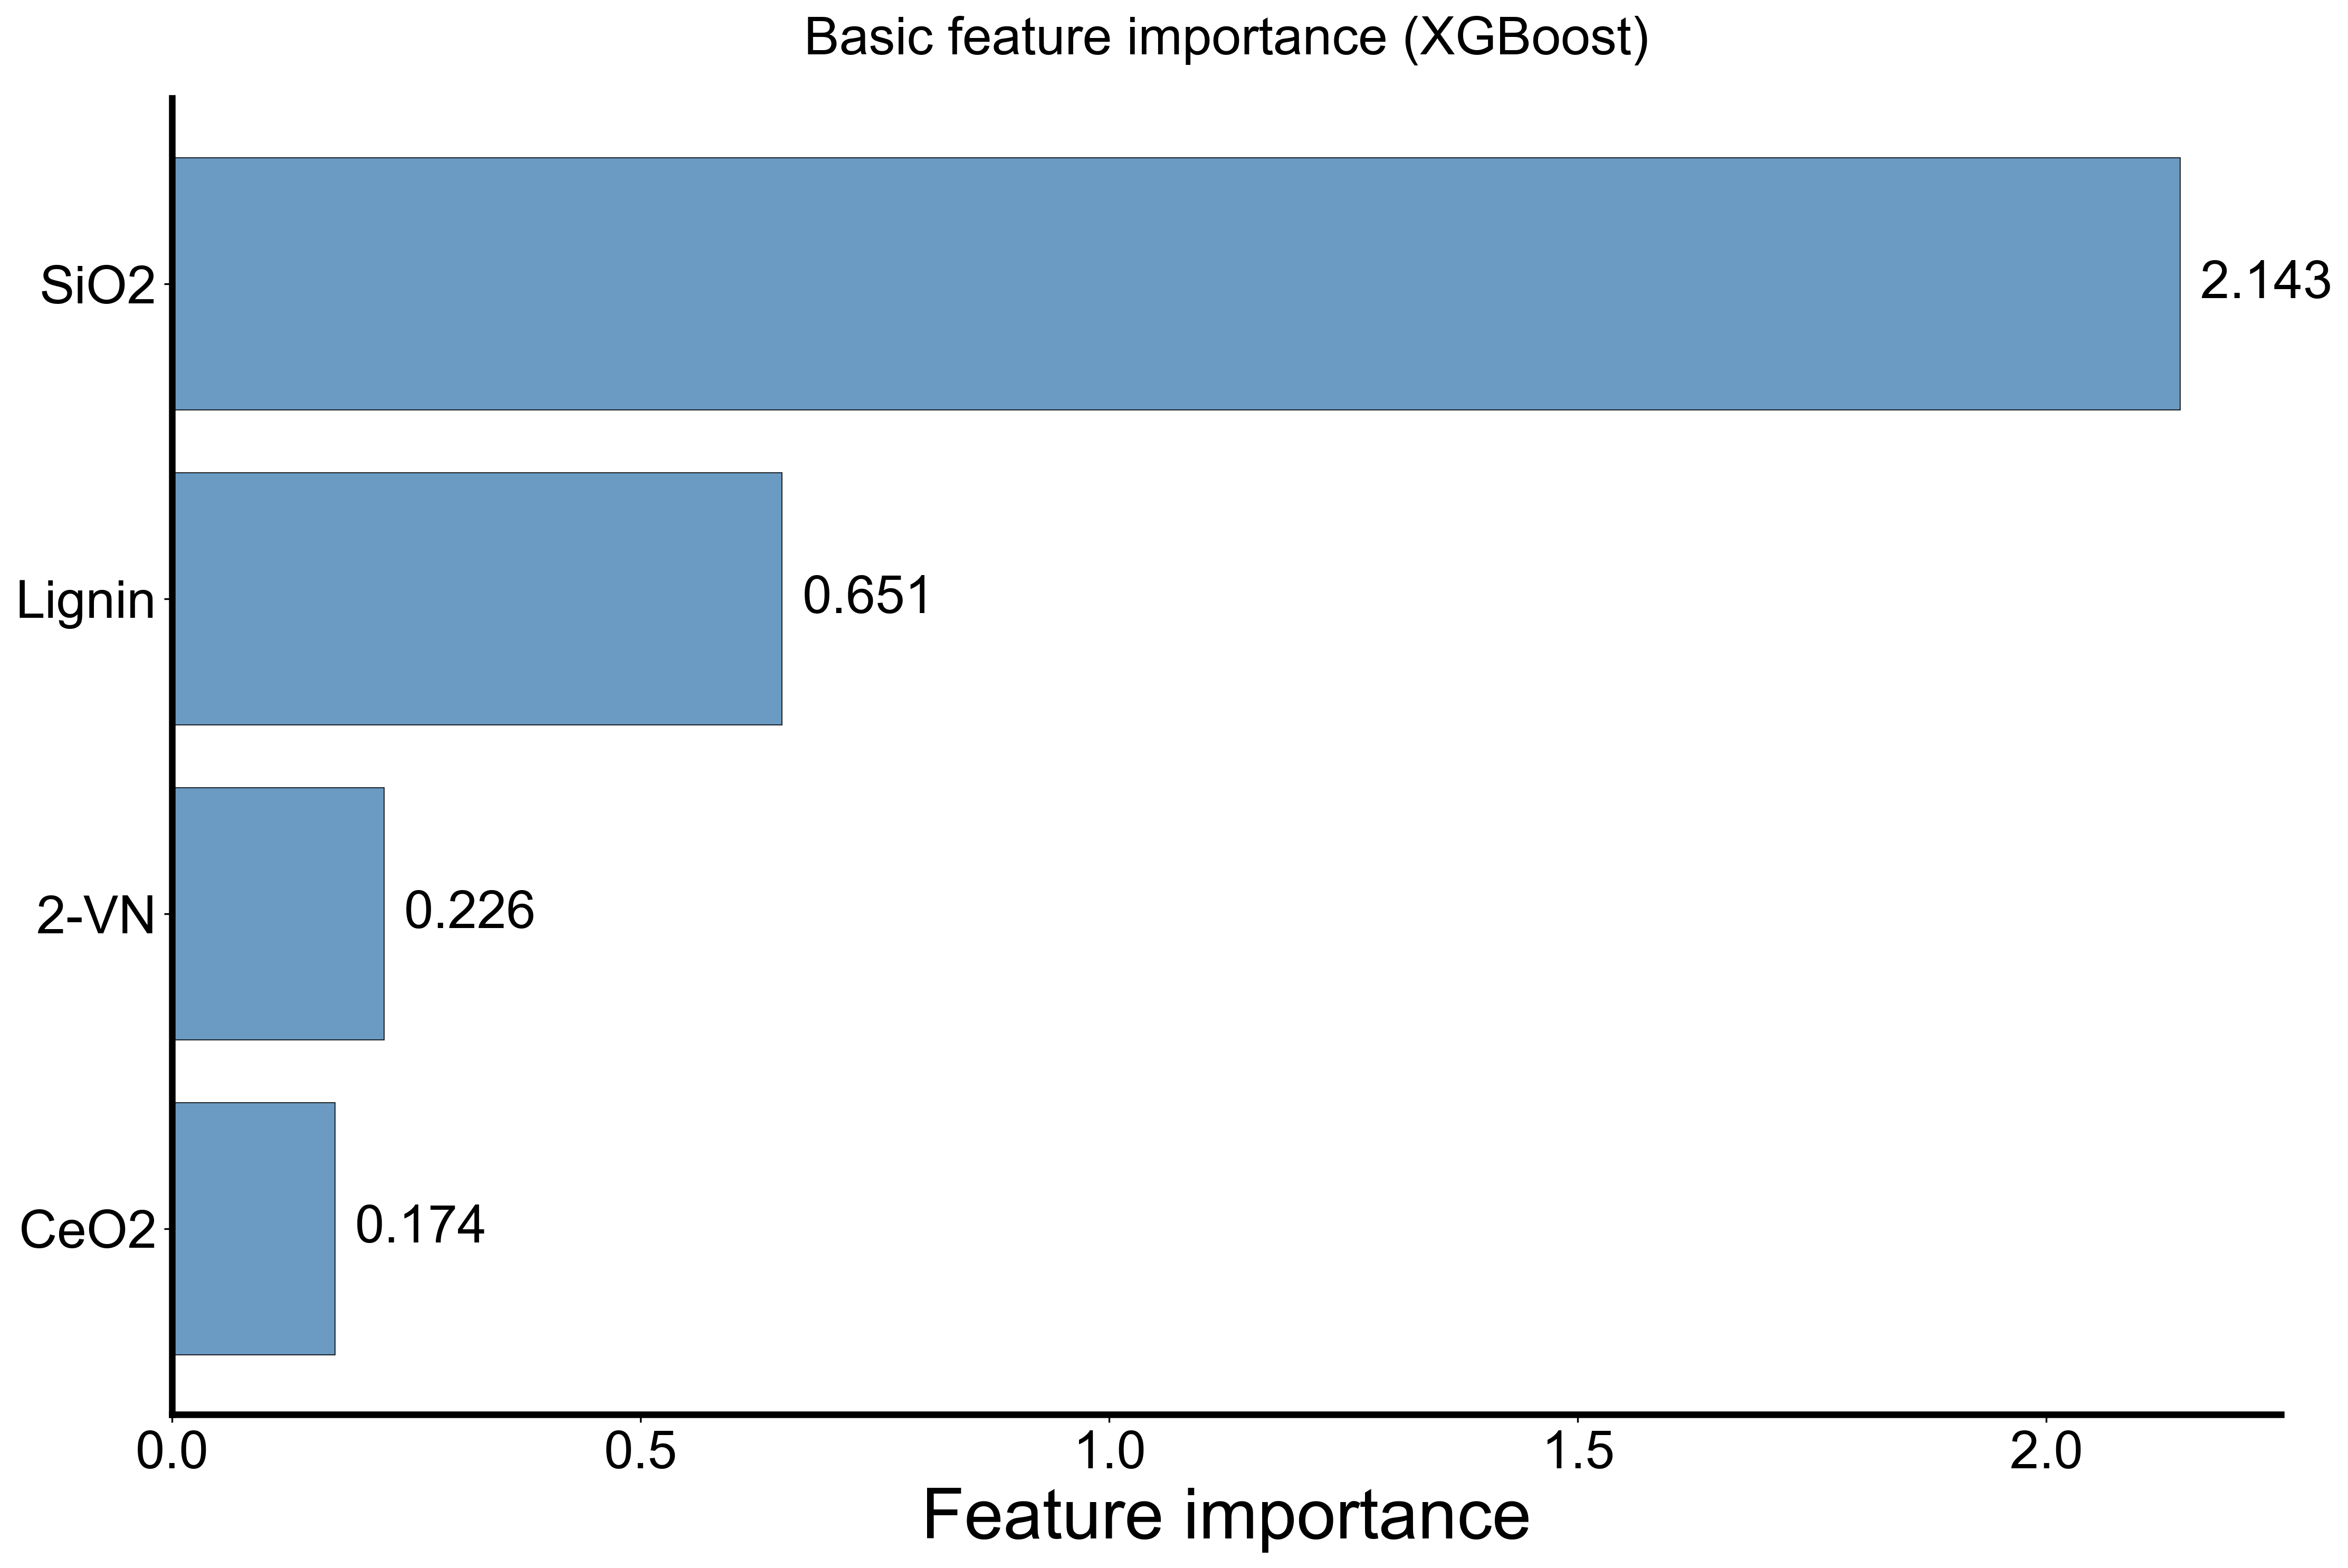 Basic feature importance (XGBoost)
SiO2
2.143
Lignin
0.651
2-VN
0.226
CeO2
0.174
0.0 0.5 1.0 1.5 2.0
Feature importance